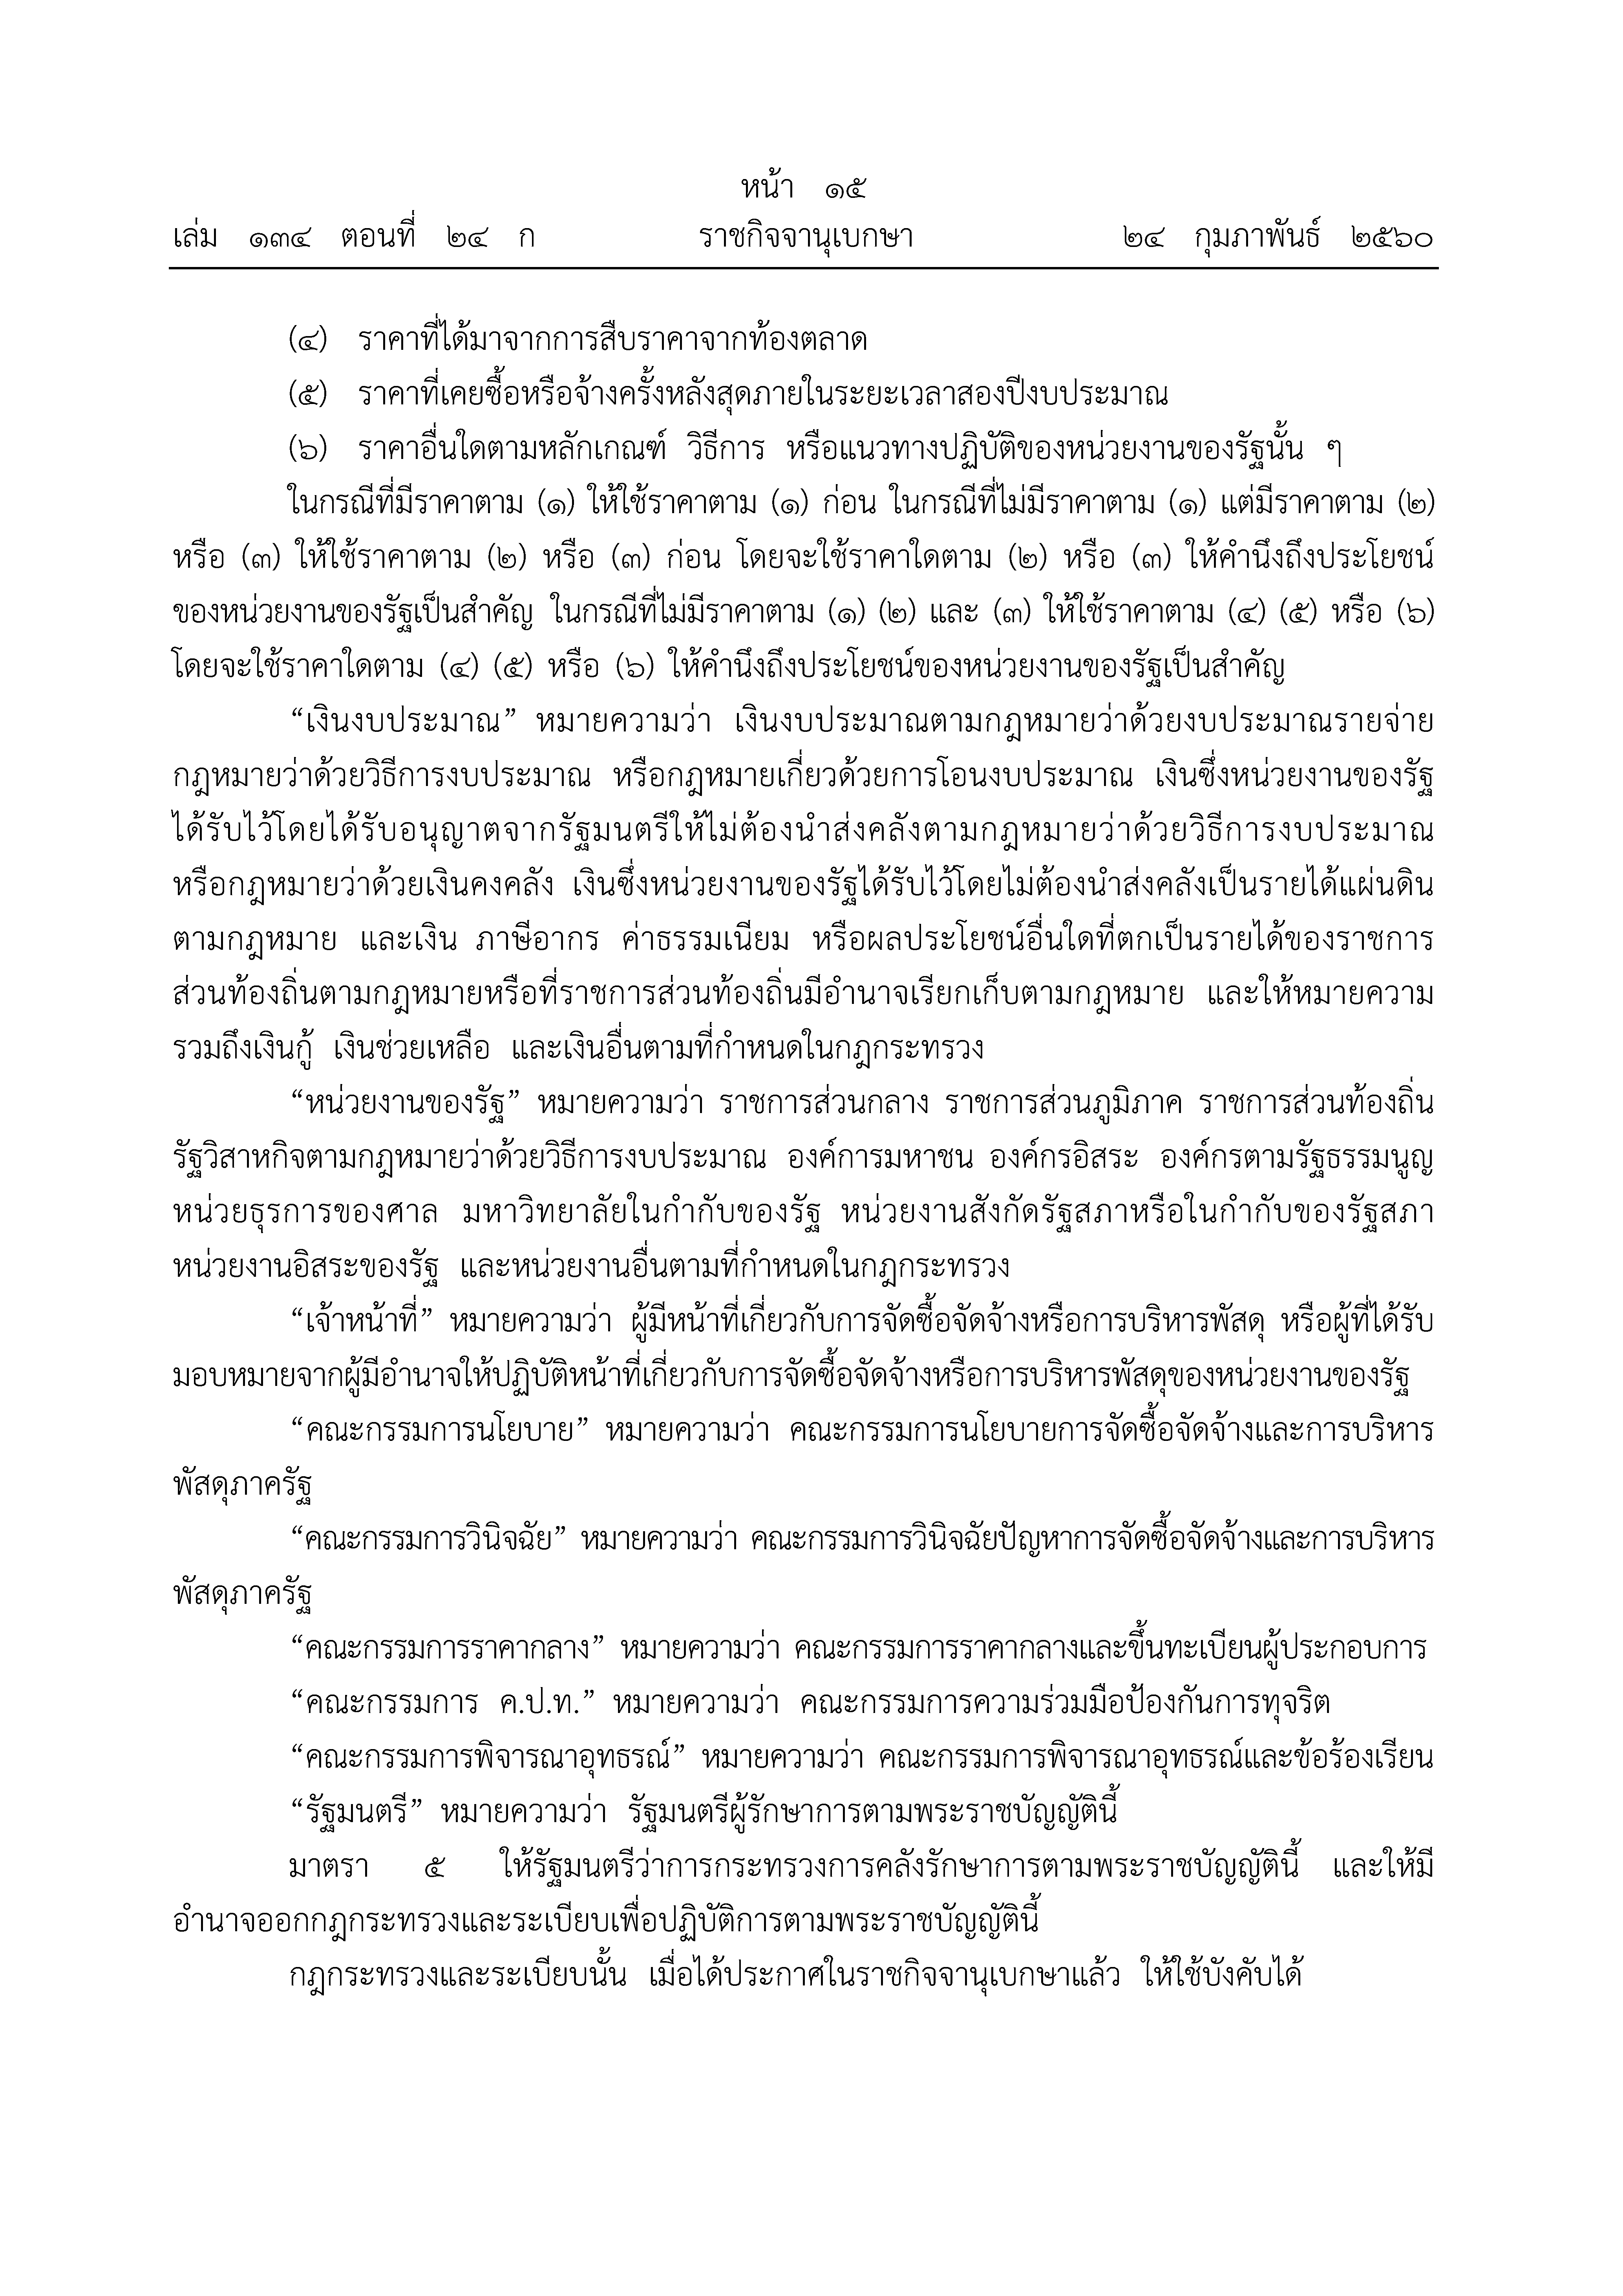 หน้า ๑๕
เล่ม ๑๓๔ ตอนที่ ๒๔ ก ราชกิจจานุเบกษา ๒๔ กุมภาพันธ์ ๒๕๖๐
(๔) ราคาที่ได้มาจากการสืบราคาจากท้องตลาด
(๕) ราคาที่เคยซื้อหรือจ้างครั้งหลังสุดภายในระยะเวลาสองปีงบประมาณ
(๖) ราคาอื่นใดตามหลักเกณฑ์ วิธีการ หรือแนวทางปฏิบัติของหน่วยงานของรัฐนั้น ๆ
ในกรณีที่มีราคาตาม (๑) ให้ใช้ราคาตาม (๑) ก่อน ในกรณีที่ไม่มีราคาตาม (๑) แต่มีราคาตาม (๒)
หรือ (๓) ให้ใช้ราคาตาม (๒) หรือ (๓) ก่อน โดยจะใช้ราคาใดตาม (๒) หรือ (๓) ให้คำนึงถึงประโยชน์
ของหน่วยงานของรัฐเป็นสำคัญ ในกรณีที่ไม่มีราคาตาม (๑) (๒) และ (๓) ให้ใช้ราคาตาม (๔) (๕) หรือ (๖)
โดยจะใช้ราคาใดตาม (๔) (๕) หรือ (๖) ให้คำนึงถึงประโยชน์ของหน่วยงานของรัฐเป็นสำคัญ
“เงินงบประมาณ” หมายความว่า เงินงบประมาณตามกฎหมายว่าด้วยงบประมาณรายจ่าย
กฎหมายว่าด้วยวิธีการงบประมาณ หรือกฎหมายเกี่ยวด้วยการโอนงบประมาณ เงินซึ่งหน่วยงานของรัฐ
ได้รับไว้โดยได้รับอนุญาตจากรัฐมนตรีให้ไม่ต้องนำส่งคลังตามกฎหมายว่าด้วยวิธีการงบประมาณ
หรือกฎหมายว่าด้วยเงินคงคลัง เงินซึ่งหน่วยงานของรัฐได้รับไว้โดยไม่ต้องนำส่งคลังเป็นรายได้แผ่นดิน
ตามกฎหมาย และเงิน ภาษีอากร ค่าธรรมเนียม หรือผลประโยชน์อื่นใดที่ตกเป็นรายได้ของราชการ
ส่วนท้องถิ่นตามกฎหมายหรือที่ราชการส่วนท้องถิ่นมีอำนาจเรียกเก็บตามกฎหมาย และให้หมายความ
รวมถึงเงินกู้ เงินช่วยเหลือ และเงินอื่นตามที่กำหนดในกฎกระทรวง
“หน่วยงานของรัฐ” หมายความว่า ราชการส่วนกลาง ราชการส่วนภูมิภาค ราชการส่วนท้องถิ่น
รัฐวิสาหกิจตามกฎหมายว่าด้วยวิธีการงบประมาณ องค์การมหาชน องค์กรอิสระ องค์กรตามรัฐธรรมนูญ
หน่วยธุรการของศาล มหาวิทยาลัยในกำกับของรัฐ หน่วยงานสังกัดรัฐสภาหรือในกำกับของรัฐสภา
หน่วยงานอิสระของรัฐ และหน่วยงานอื่นตามที่กำหนดในกฎกระทรวง
“เจ้าหน้าที่” หมายความว่า ผู้มีหน้าที่เกี่ยวกับการจัดซื้อจัดจ้างหรือการบริหารพัสดุ หรือผู้ที่ได้รับ
มอบหมายจากผู้มีอำนาจให้ปฏิบัติหน้าที่เกี่ยวกับการจัดซื้อจัดจ้างหรือการบริหารพัสดุของหน่วยงานของรัฐ
“คณะกรรมการนโยบาย” หมายความว่า คณะกรรมการนโยบายการจัดซื้อจัดจ้างและการบริหาร
พัสดุภาครัฐ
“คณะกรรมการวินิจฉัย” หมายความว่า คณะกรรมการวินิจฉัยปัญหาการจัดซื้อจัดจ้างและการบริหาร
พัสดุภาครัฐ
“คณะกรรมการราคากลาง” หมายความว่า คณะกรรมการราคากลางและขึ้นทะเบียนผู้ประกอบการ
“คณะกรรมการ ค.ป.ท.” หมายความว่า คณะกรรมการความร่วมมือป้องกันการทุจริต
“คณะกรรมการพิจารณาอุทธรณ์” หมายความว่า คณะกรรมการพิจารณาอุทธรณ์และข้อร้องเรียน
“รัฐมนตรี” หมายความว่า รัฐมนตรีผู้รักษาการตามพระราชบัญญัตินี้
มาตรา ๕ ให้รัฐมนตรีว่าการกระทรวงการคลังรักษาการตามพระราชบัญญัตินี้ และให้มี
อำนาจออกกฎกระทรวงและระเบียบเพื่อปฏิบัติการตามพระราชบัญญัตินี้
กฎกระทรวงและระเบียบนั้น เมื่อได้ประกาศในราชกิจจานุเบกษาแล้ว ให้ใช้บังคับได้